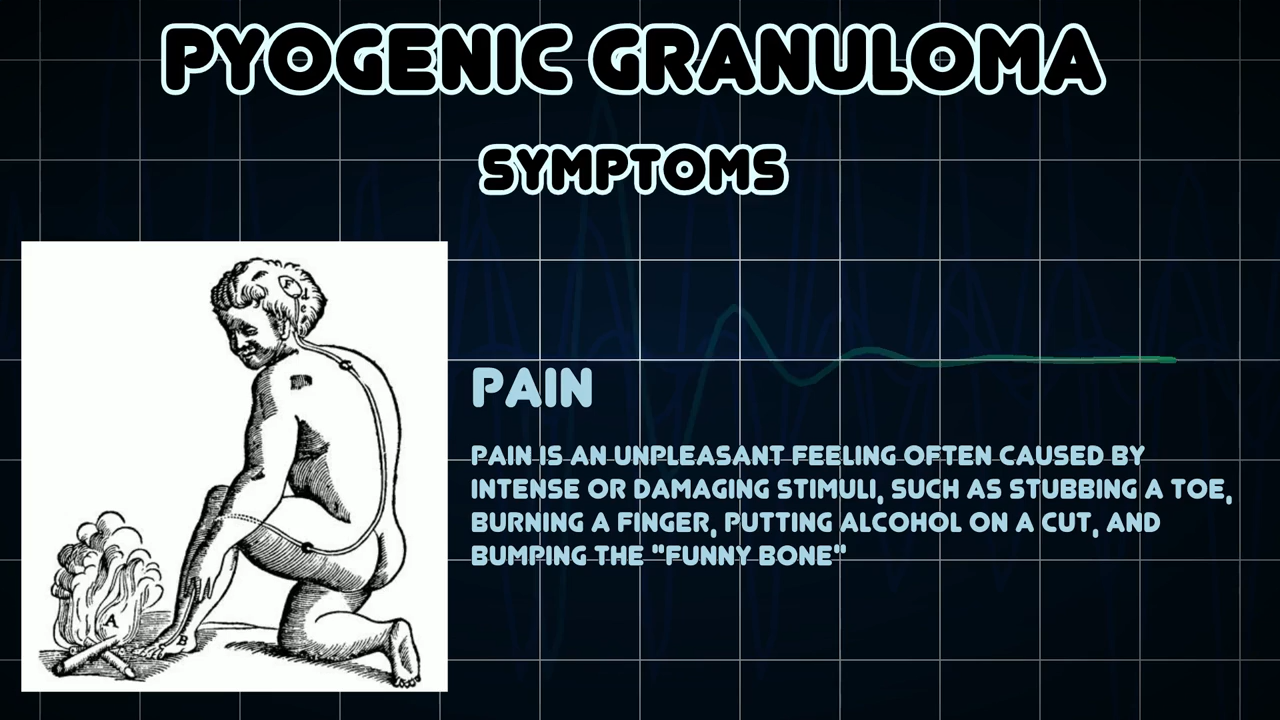 PYOGENIC GRANULOMA
SYMPTOMS
PAIN
PAIN IS AN UNPLEASANT FEELING OFTEN CAUSED BY
INTENSE OR DAMAGING STIMULI, SUCH AS STUBBING A TOE,
BURNING A FINGER, PUTTING ALCOHOL ON A CUT, AND
BUMPING THE "FUNNY BONE"
A
B